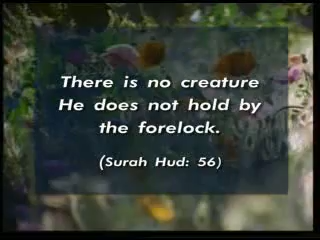 There is no creature
He does not hold by
the forelock.
(Surah Hud: 56)